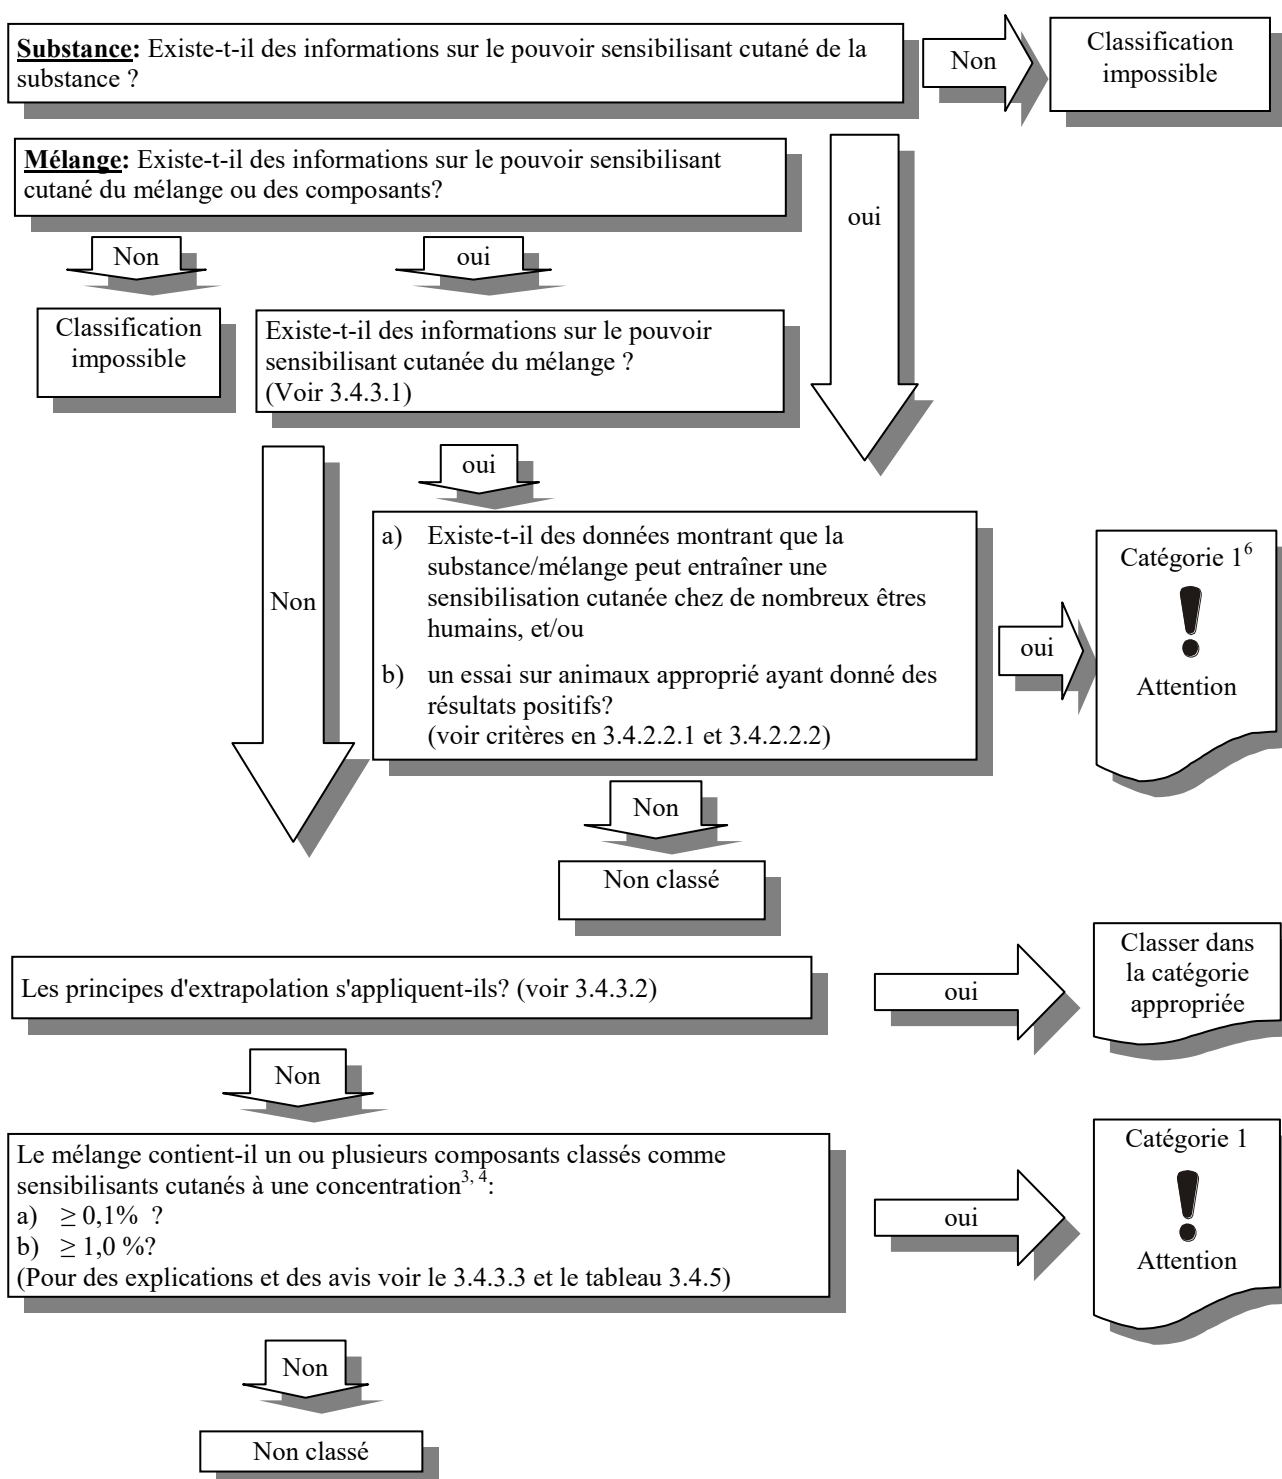 Substance: Existe-t-il des informations sur le pouvoir sensibilisant cutané de la
substance ?
Non
Classification
impossible
Mélange: Existe-t-il des informations sur le pouvoir sensibilisant
cutané du mélange ou des composants?
oui
Non
oui
Classification
impossible
Existe-t-il des informations sur le pouvoir
sensibilisant cutanée du mélange ?
(Voir 3.4.3.1)
oui
Non
a) Existe-t-il des données montrant que la
substance/mélange peut entraîner une
sensibilisation cutanée chez de nombreux êtres
humains, et/ou
b) un essai sur animaux approprié ayant donné des
résultats positifs?
(voir critères en 3.4.2.2.1 et 3.4.2.2.2)
oui
Catégorie 1⁶
Attention
Non
Non classé
Les principes d'extrapolation s'appliquent-ils? (voir 3.4.3.2)
oui
Classer dans
la catégorie
appropriée
Non
Le mélange contient-il un ou plusieurs composants classés comme
sensibilisants cutanés à une concentration³, ⁴:
a) ≥ 0,1% ?
b) ≥ 1,0 %?
(Pour des explications et des avis voir le 3.4.3.3 et le tableau 3.4.5)
oui
Catégorie 1
Attention
Non
Non classé